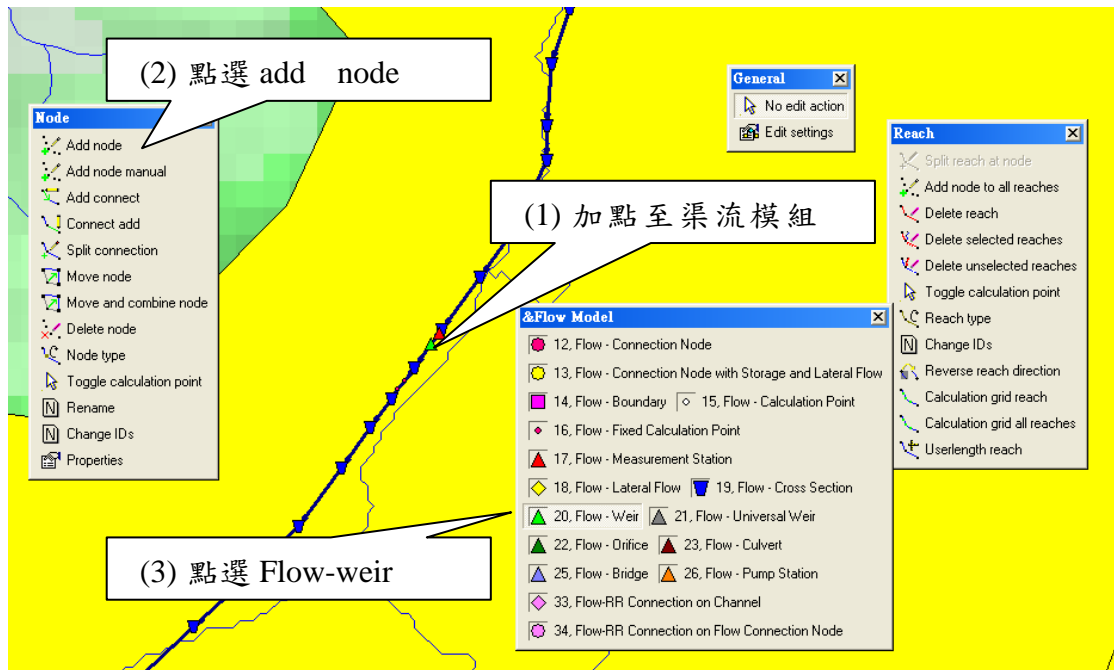 (2) 點選 add node
Node
Add node
Add node manual
Add connect
Connect add
Split connection
Move node
Move and combine node
Delete node
Node type
Toggle calculation point
Rename
Change IDs
Properties
General
No edit action
Edit settings
Reach
Split reach at node
Add node to all reaches
Delete reach
Delete selected reaches
Delete unselected reaches
Toggle calculation point
Reach type
Change IDs
Reverse reach direction
Calculation grid reach
Calculation grid all reaches
Userlength reach
(1) 加點至渠流模組
&Flow Model
12, Flow - Connection Node
13, Flow - Connection Node with Storage and Lateral Flow
14, Flow - Boundary 15, Flow - Calculation Point
16, Flow - Fixed Calculation Point
17, Flow - Measurement Station
18, Flow - Lateral Flow 19, Flow - Cross Section
20, Flow - Weir 21, Flow - Universal Weir
22, Flow - Orifice 23, Flow - Culvert
25, Flow - Bridge 26, Flow - Pump Station
33, Flow-RR Connection on Channel
34, Flow-RR Connection on Flow Connection Node
(3) 點選 Flow-weir